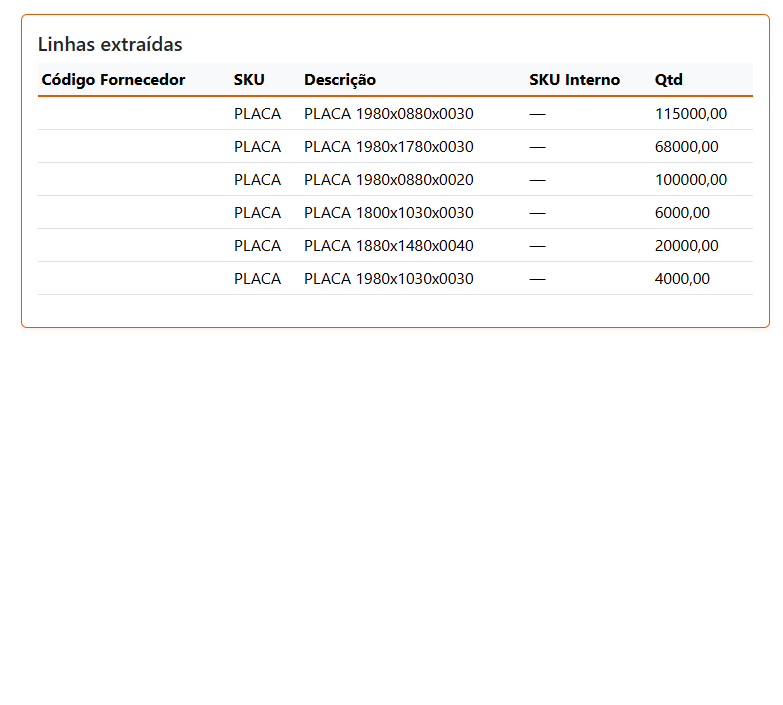 Linhas extraídas
Código Fornecedor SKU Descrição SKU Interno Qtd
PLACA PLACA 1980x0880x0030 — 115000,00
PLACA PLACA 1980x1780x0030 — 68000,00
PLACA PLACA 1980x0880x0020 — 100000,00
PLACA PLACA 1800x1030x0030 — 6000,00
PLACA PLACA 1880x1480x0040 — 20000,00
PLACA PLACA 1980x1030x0030 — 4000,00